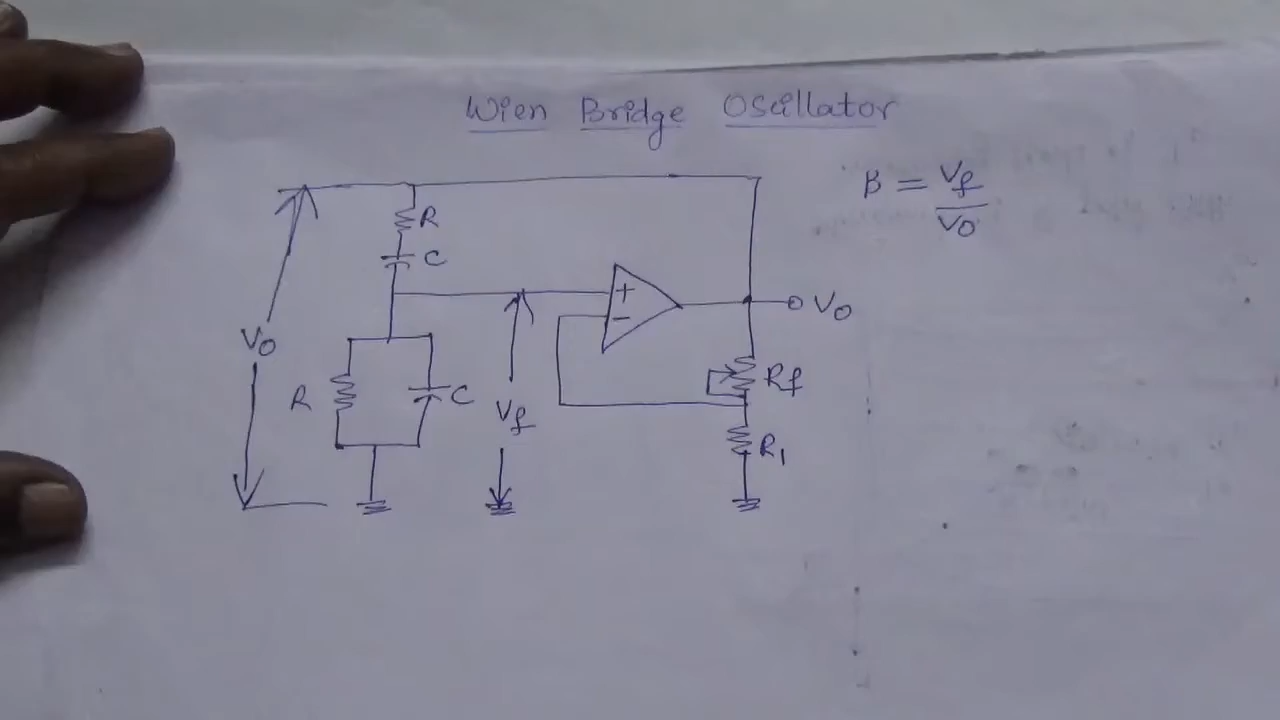 Wien Bridge Oscillator
β = Vf
Vo
R
C
+
Vo
−
Vo
Rf
R
C
Vf
R1